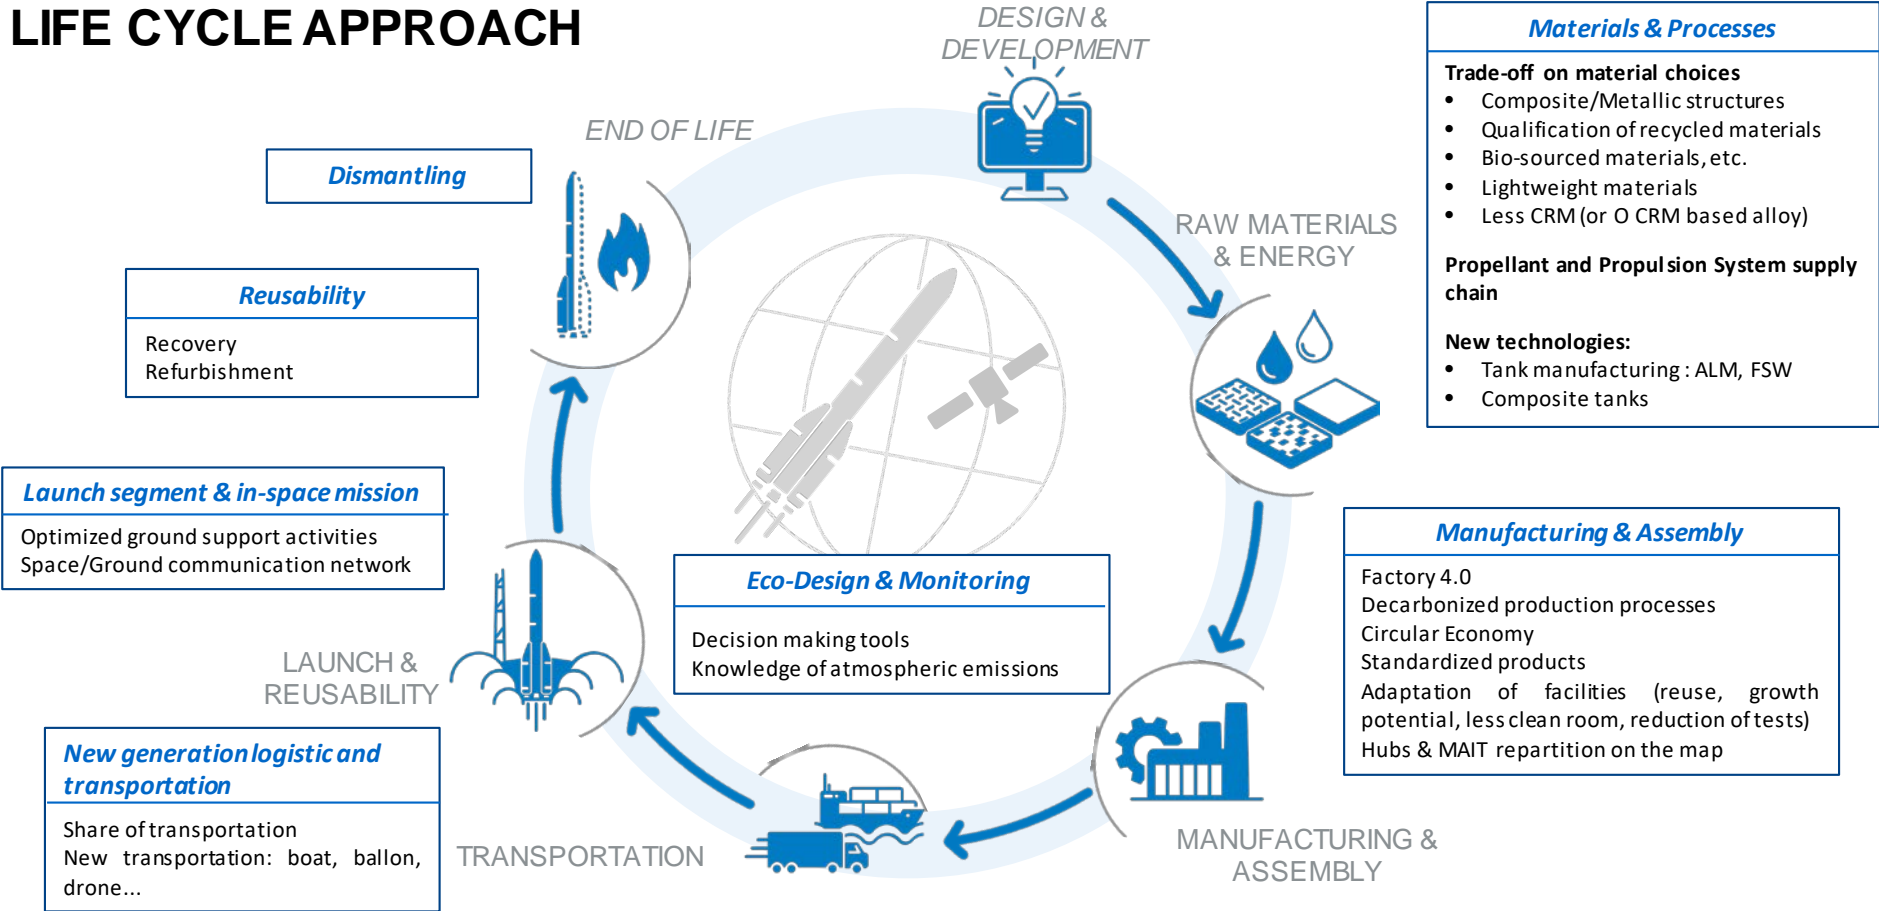 LIFE CYCLE APPROACH
DESIGN &
DEVELOPMENT
END OF LIFE
Dismantling
Reusability
Recovery
Refurbishment
Launch segment & in-space mission
Optimized ground support activities
Space/Ground communication network
LAUNCH &
REUSABILITY
New generation logistic and
transportation
Share of transportation
New transportation: boat, ballon,
drone...
TRANSPORTATION
Eco-Design & Monitoring
Decision making tools
Knowledge of atmospheric emissions
RAW MATERIALS
& ENERGY
Materials & Processes
Trade-off on material choices
• Composite/Metallic structures
• Qualification of recycled materials
• Bio-sourced materials, etc.
• Lightweight materials
• Less CRM (or O CRM based alloy)
Propellant and Propulsion System supply
chain
New technologies:
• Tank manufacturing : ALM, FSW
• Composite tanks
Manufacturing & Assembly
Factory 4.0
Decarbonized production processes
Circular Economy
Standardized products
Adaptation of facilities (reuse, growth
potential, less clean room, reduction of tests)
Hubs & MAIT repartition on the map
MANUFACTURING &
ASSEMBLY